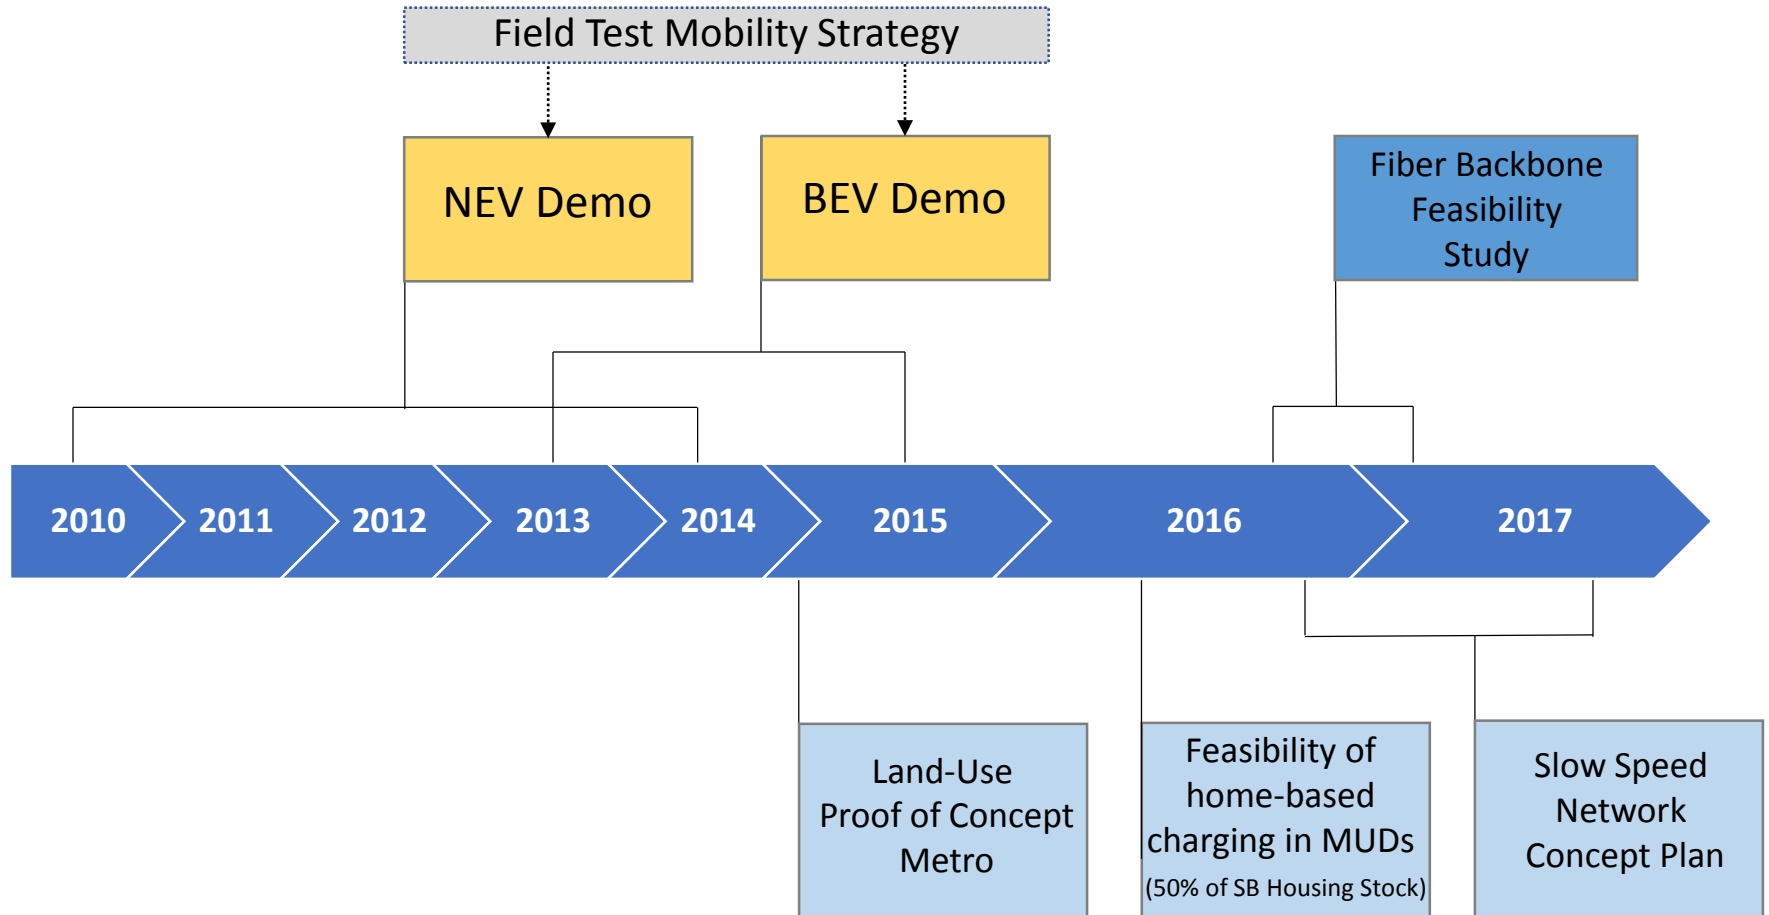 Field Test Mobility Strategy
NEV Demo
BEV Demo
Fiber Backbone
Feasibility
Study
2010
2011
2012
2013
2014
2015
2016
2017
Land-Use
Proof of Concept
Metro
Feasibility of
home-based
charging in MUDs
(50% of SB Housing Stock)
Slow Speed
Network
Concept Plan